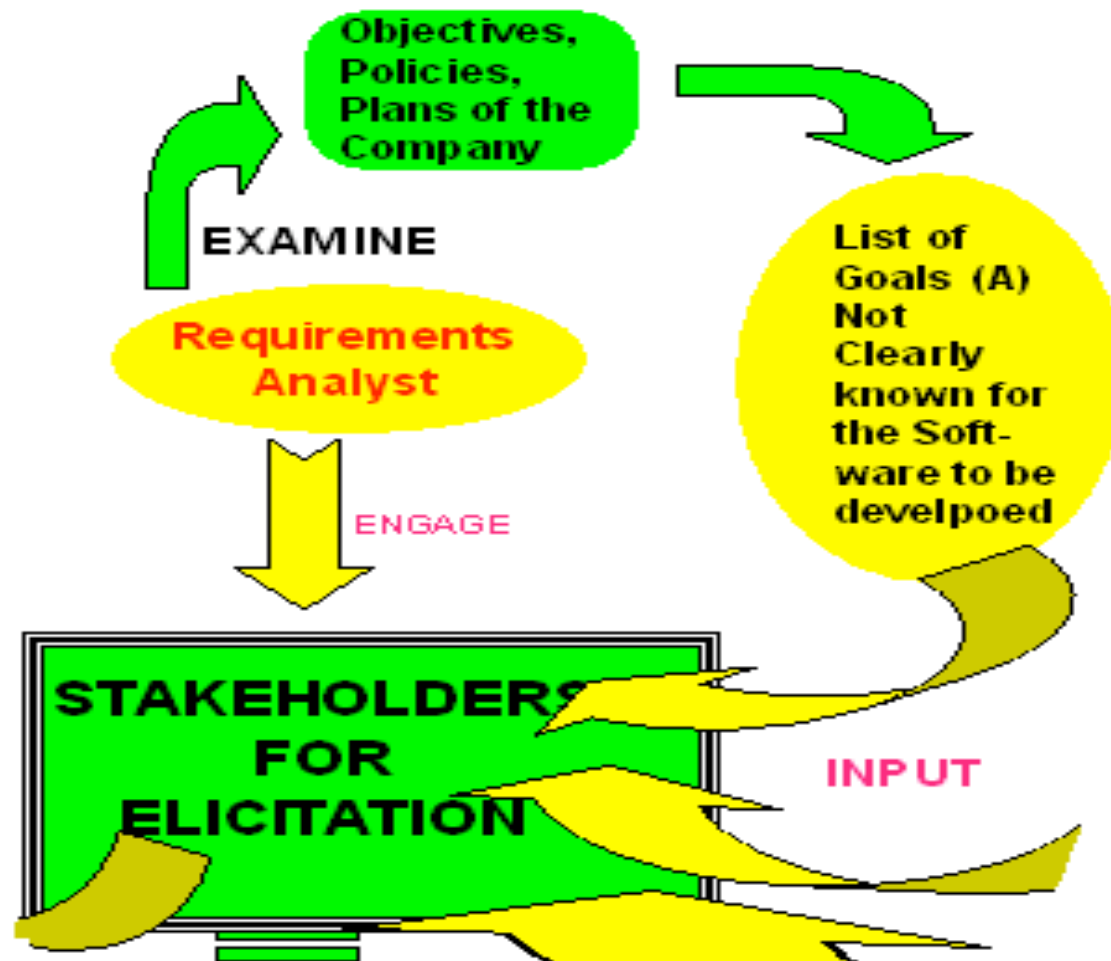 Objectives,
Policies,
Plans of the
Company
EXAMINE
Requirements
Analyst
List of
Goals (A)
Not
Clearly
known for
the Soft-
ware to be
develpoed
ENGAGE
STAKEHOLDERS
FOR
ELICITATION
INPUT